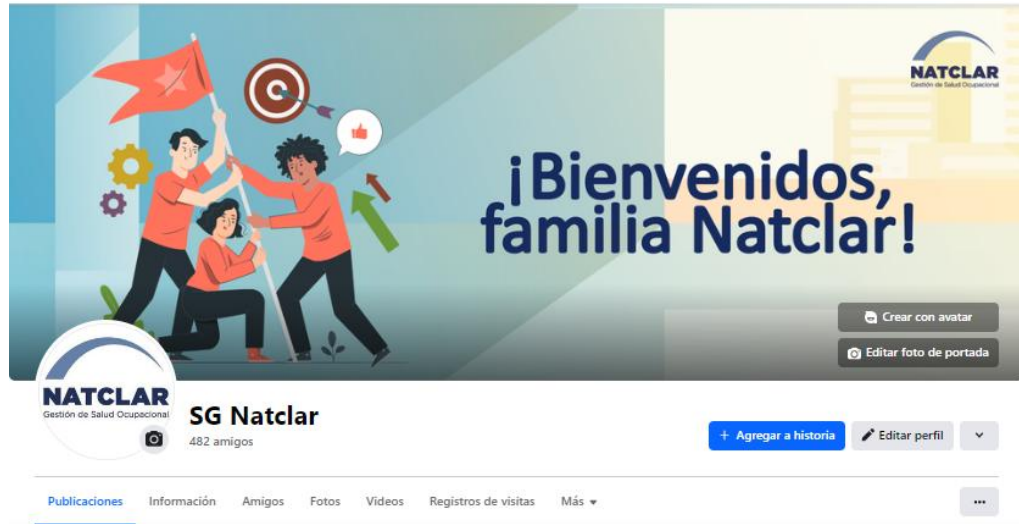 NATCLAR
Gestión de Salud Ocupacional
¡Bienvenidos,
familia Natclar!
Crear con avatar
Editar foto de portada
NATCLAR
Gestión de Salud Ocupacional
SG Natclar
482 amigos
+ Agregar a historia
Editar perfil
Publicaciones Información Amigos Fotos Videos Registros de visitas Más